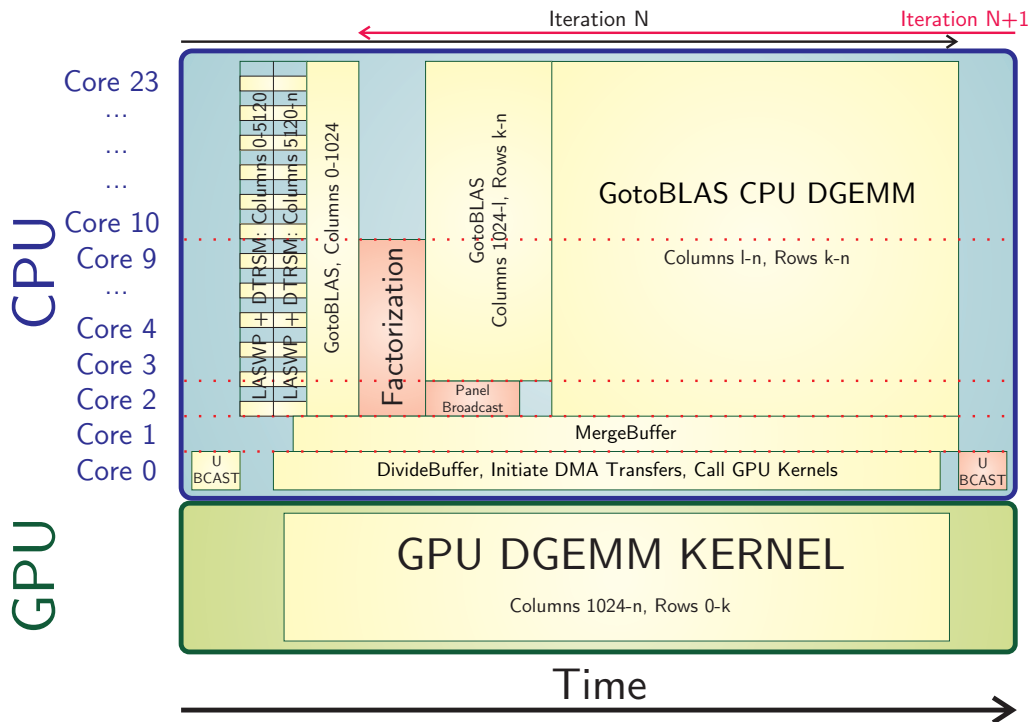 Iteration N
Iteration N+1
CPU
Core 23
...
...
...
Core 10
Core 9
...
Core 4
Core 3
Core 2
Core 1
Core 0
LASWP + DTRSM: Columns 0-5120
LASWP + DTRSM: Columns 5120-n
GotoBLAS, Columns 0-1024
Factorization
GotoBLAS
Columns 1024-l, Rows k-n
Panel
Broadcast
GotoBLAS CPU DGEMM
Columns l-n, Rows k-n
MergeBuffer
U
BCAST
DivideBuffer, Initiate DMA Transfers, Call GPU Kernels
U
BCAST
GPU
GPU DGEMM KERNEL
Columns 1024-n, Rows 0-k
Time